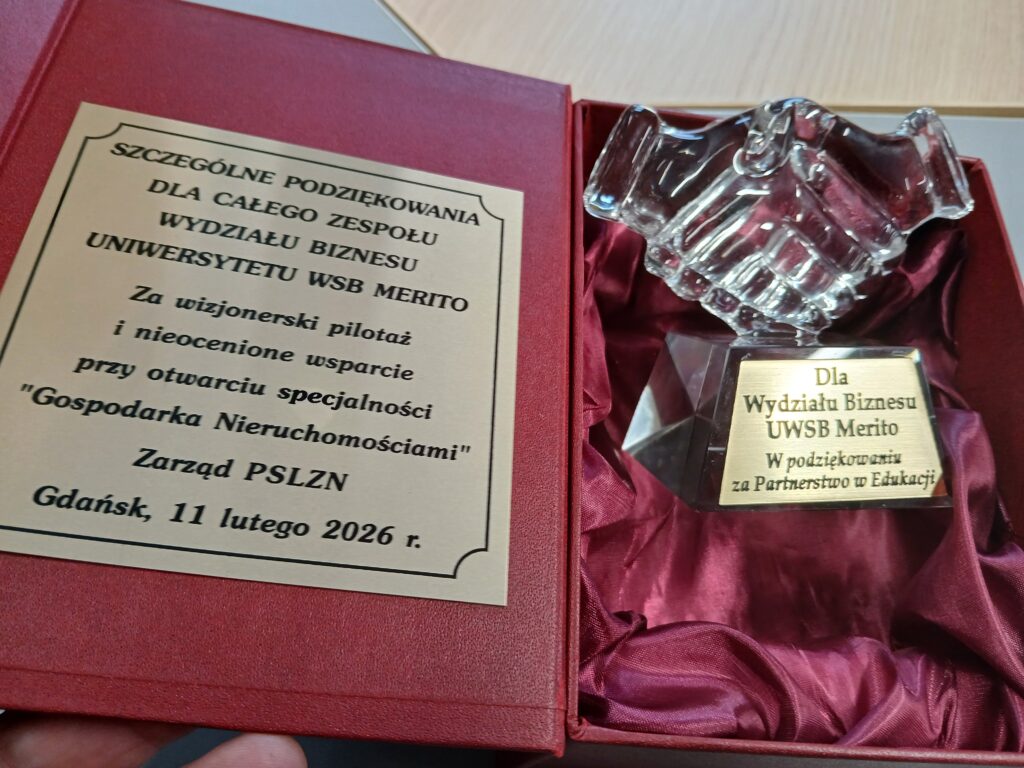 SZCZEGÓLNE PODZIĘKOWANIA
DLA CAŁEGO ZESPOŁU
WYDZIAŁU BIZNESU
UNIWERSYTETU WSB MERITO
Za wizjonerski pilotaż
i nieocenione wsparcie
przy otwarciu specjalności
"Gospodarka Nieruchomościami"
Zarząd PSLZN
Gdańsk, 11 lutego 2026 r.
Dla
Wydziału Biznesu
UWSB Merito
W podziękowaniu
za Partnerstwo w Edukacji